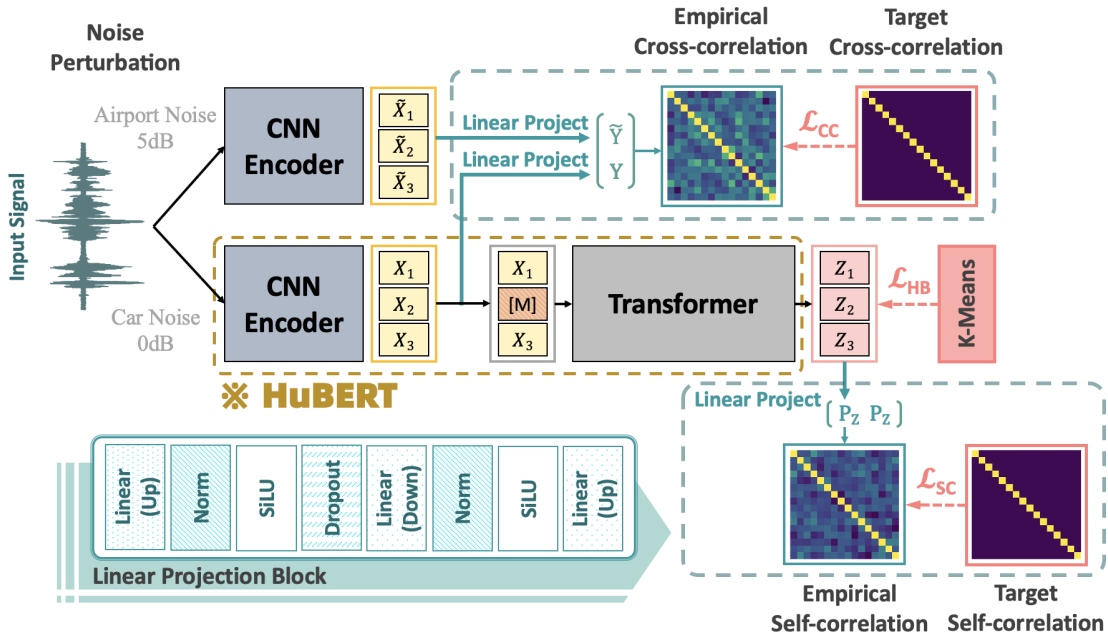 Noise
Perturbation
Empirical
Cross-correlation
Target
Cross-correlation
Input Signal
Airport Noise
5dB
CNN
Encoder
X̃1
X̃2
X̃3
Linear Project
Linear Project
Ỹ
Y
ℒCC
Car Noise
0dB
CNN
Encoder
X1
X2
X3
X1
[M]
X3
Transformer
Z1
Z2
Z3
ℒHB
K-Means
※ HuBERT
Linear Project
PZ PZ
ℒSC
Linear
(Up)
Norm
SiLU
Dropout
Linear
(Down)
Norm
SiLU
Linear
(Up)
Linear Projection Block
Empirical
Self-correlation
Target
Self-correlation